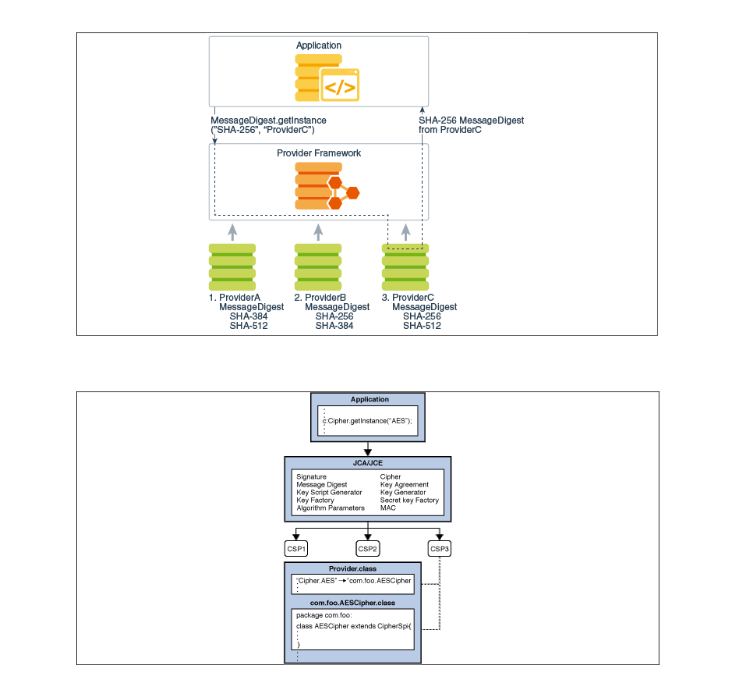 Application
</>
MessageDigest.getInstance
("SHA-256", "ProviderC")
SHA-256 MessageDigest
from ProviderC
Provider Framework
1. ProviderA
MessageDigest
SHA-384
SHA-512
2. ProviderB
MessageDigest
SHA-256
SHA-384
3. ProviderC
MessageDigest
SHA-256
SHA-512
Application
c.Cipher.getInstance("AES");
JCA/JCE
Signature
Message Digest
Key Script Generator
Key Factory
Algorithm Parameters
Cipher
Key Agreement
Key Generator
Secret key Factory
MAC
CSP1
CSP2
CSP3
Provider.class
"Cipher.AES" → "com.foo.AESCipher
com.foo.AESCipher.class
package com.foo:
class AESCipher extends CipherSpi{
}